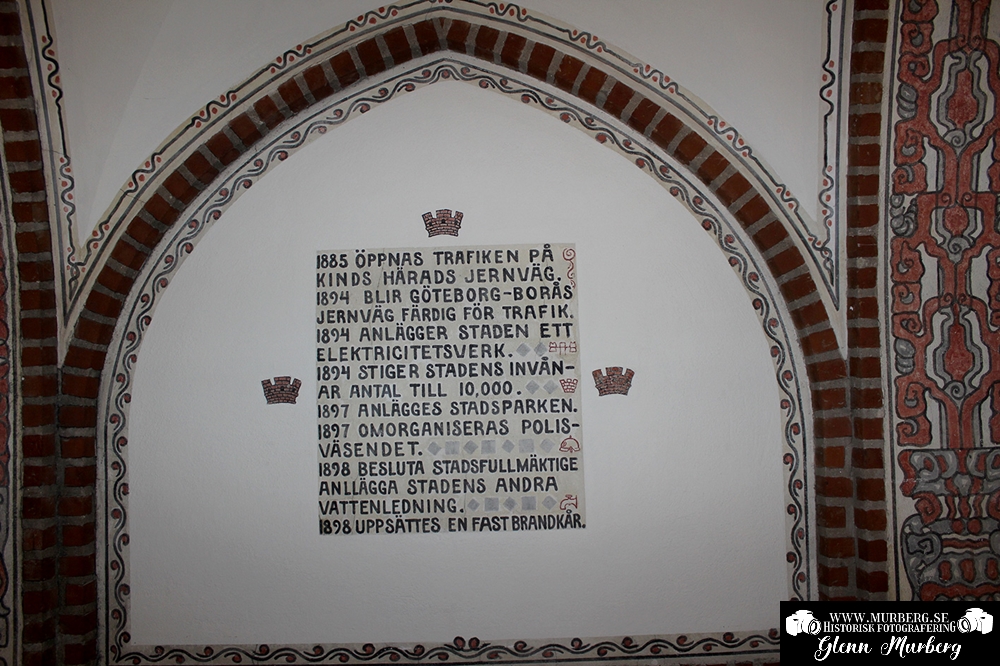 1885 ÖPPNAS TRAFIKEN PÅ
KINDS HÄRADS JERNVÄG.
1894 BLIR GÖTEBORG-BORÅS
JERNVÄG FÄRDIG FÖR TRAFIK.
1894 ANLÄGGER STADEN ETT
ELEKTRICITETSVERK.
1894 STIGER STADENS INVÅN-
AR ANTAL TILL 10,000.
1897 ANLÄGGES STADSPARKEN.
1897 OMORGANISERAS POLIS-
VÄSENDET.
1898 BESLUTA STADSFULLMÄKTIGE
ANLLÄGGA STADENS ANDRA
VATTENLEDNING.
1898 UPPSÄTTES EN FAST BRANDKÅR.
WWW.MURBERG.SE
HISTORISK FOTOGRAFERING
Glenn Murberg